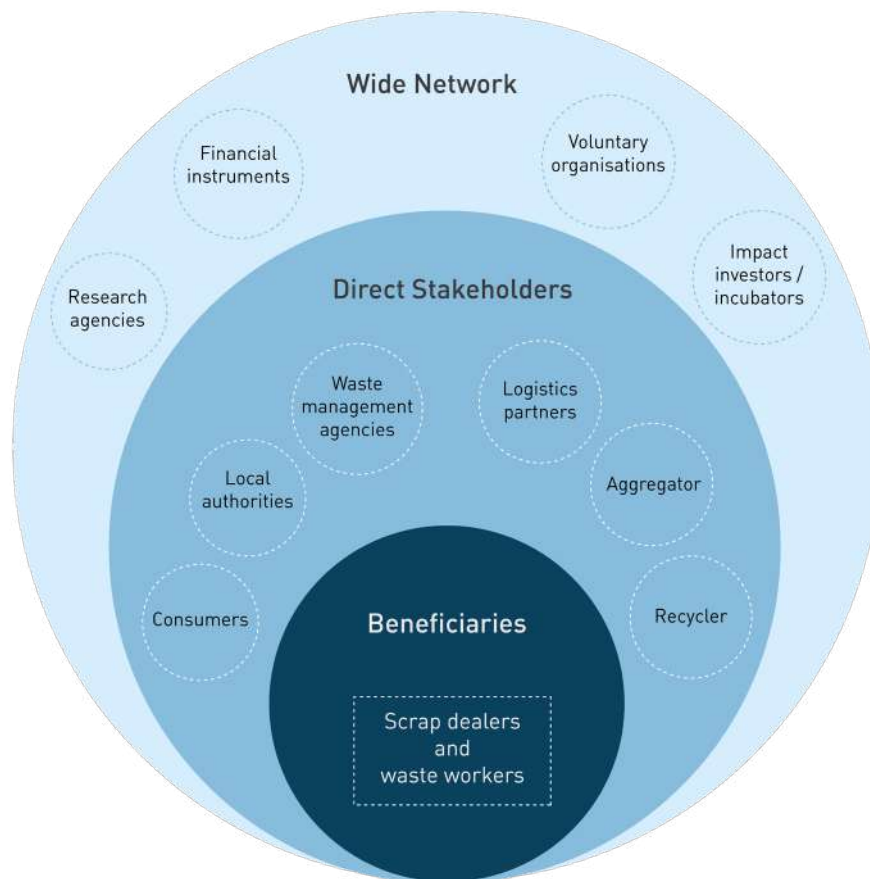 Wide Network
Financial
instruments
Voluntary
organisations
Research
agencies
Impact
investors /
incubators
Direct Stakeholders
Waste
management
agencies
Logistics
partners
Local
authorities
Aggregator
Consumers
Recycler
Beneficiaries
Scrap dealers
and
waste workers